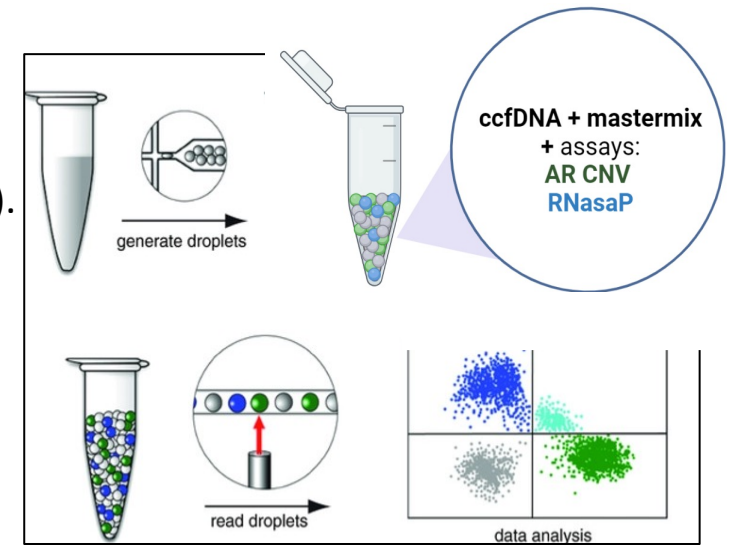 ccfDNA + mastermix
+ assays:
AR CNV
RNasaP
).
generate droplets
read droplets
data analysis